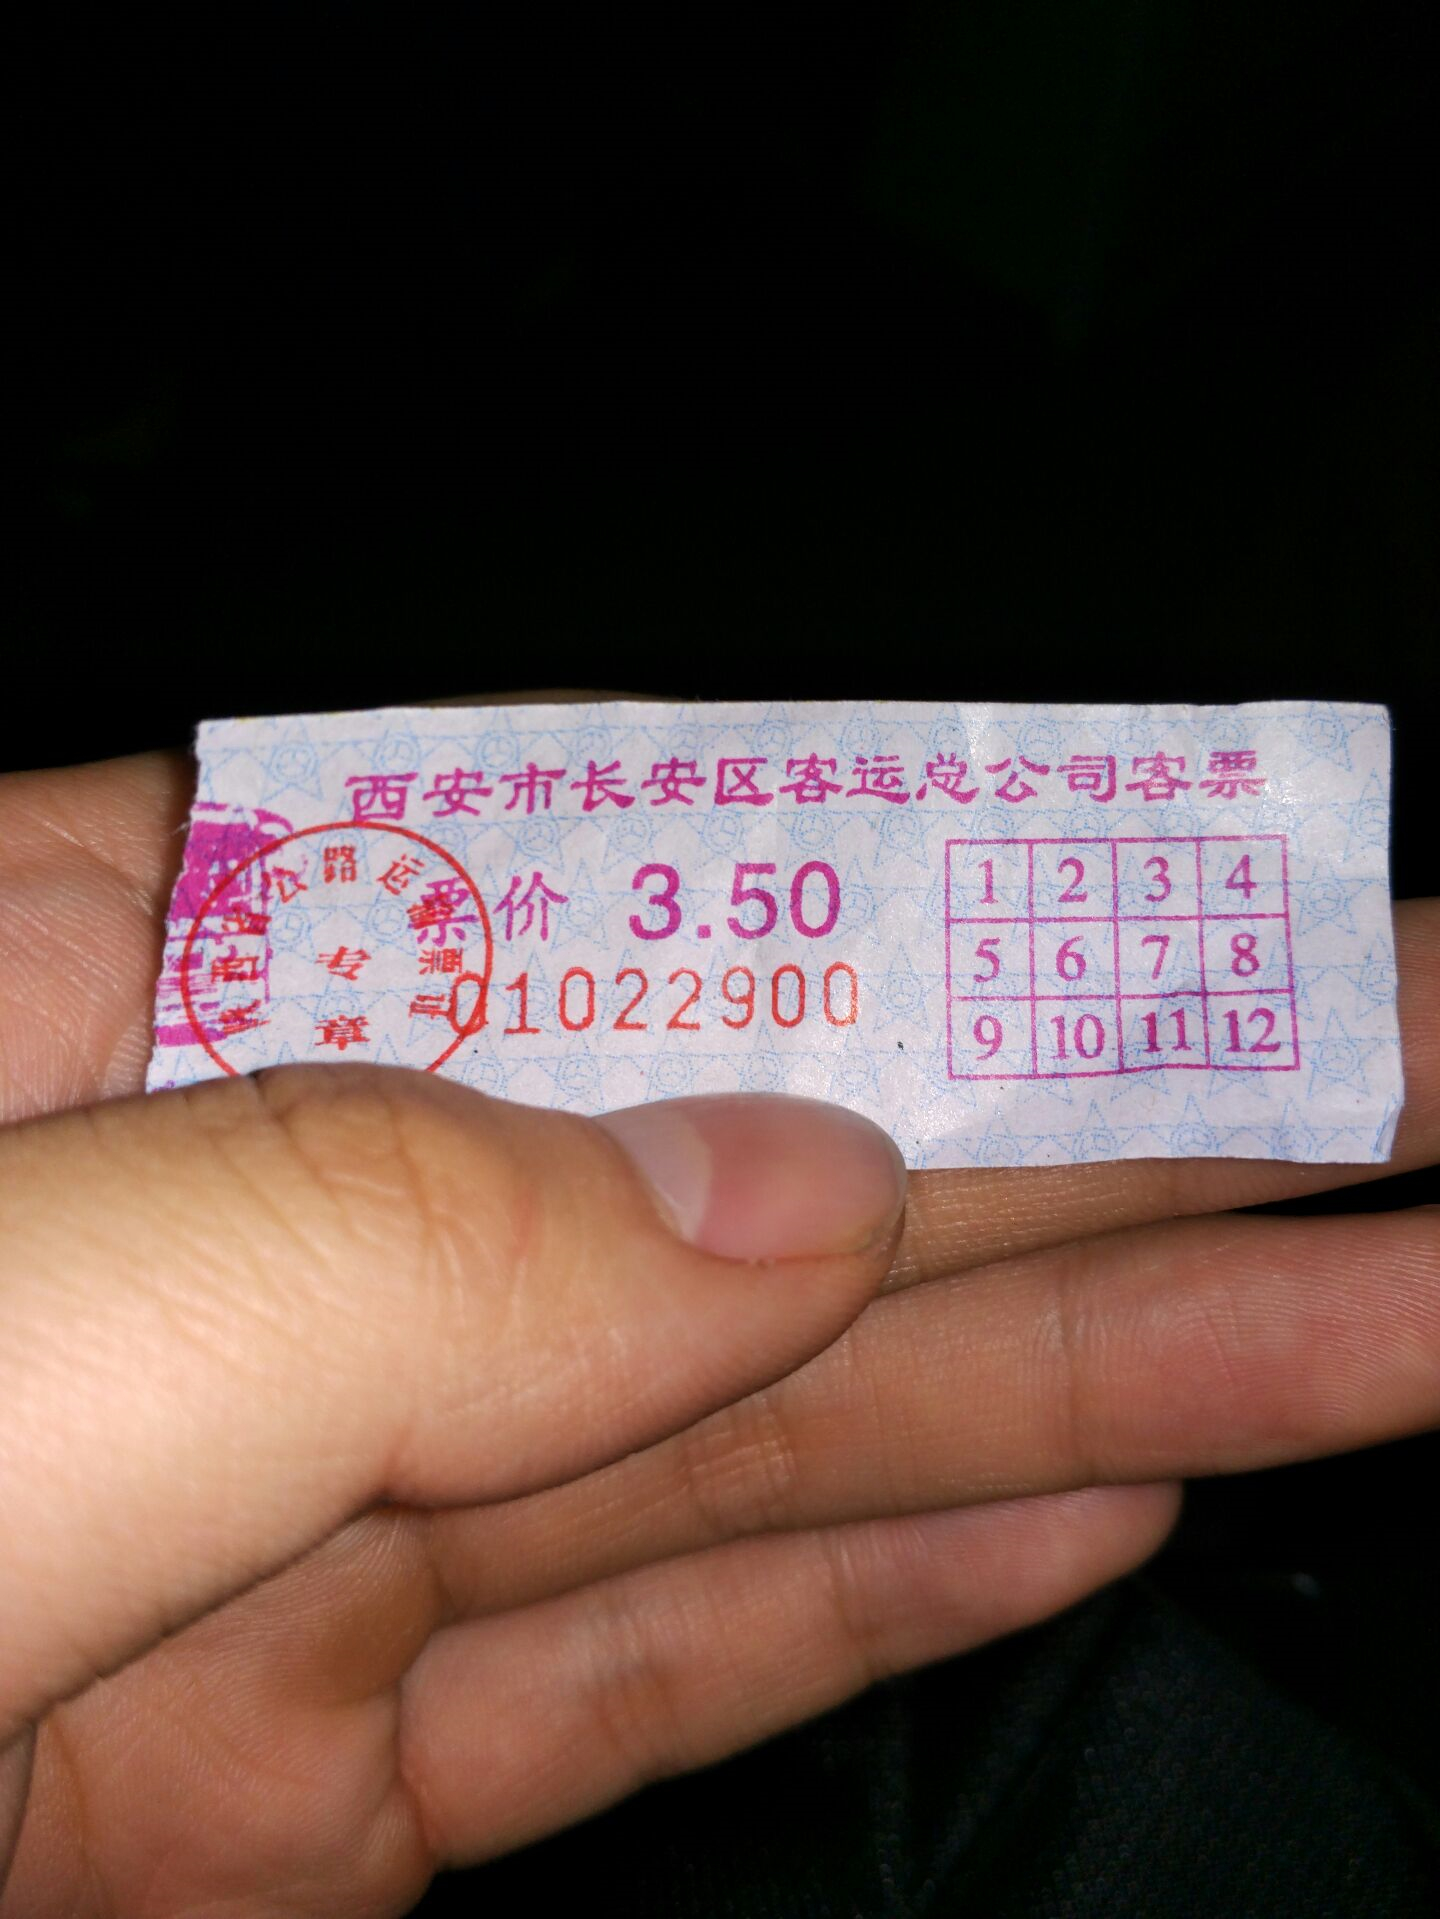 西安市长安区客运总公司客票
票价 3.50
01022900
1 2 3 4
5 6 7 8
9 10 11 12
专
章